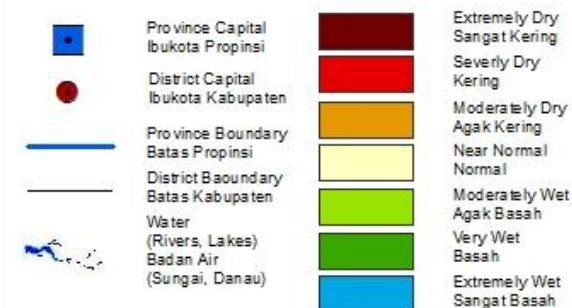 Province Capital
Ibukota Propinsi
District Capital
Ibukota Kabupaten
Province Boundary
Batas Propinsi
District Baoundary
Batas Kabupaten
Water
(Rivers, Lakes)
Badan Air
(Sungai, Danau)
Extremely Dry
Sangat Kering
Severly Dry
Kering
Moderately Dry
Agak Kering
Near Normal
Normal
Moderately Wet
Agak Basah
Very Wet
Basah
Extremely Wet
Sangat Basah